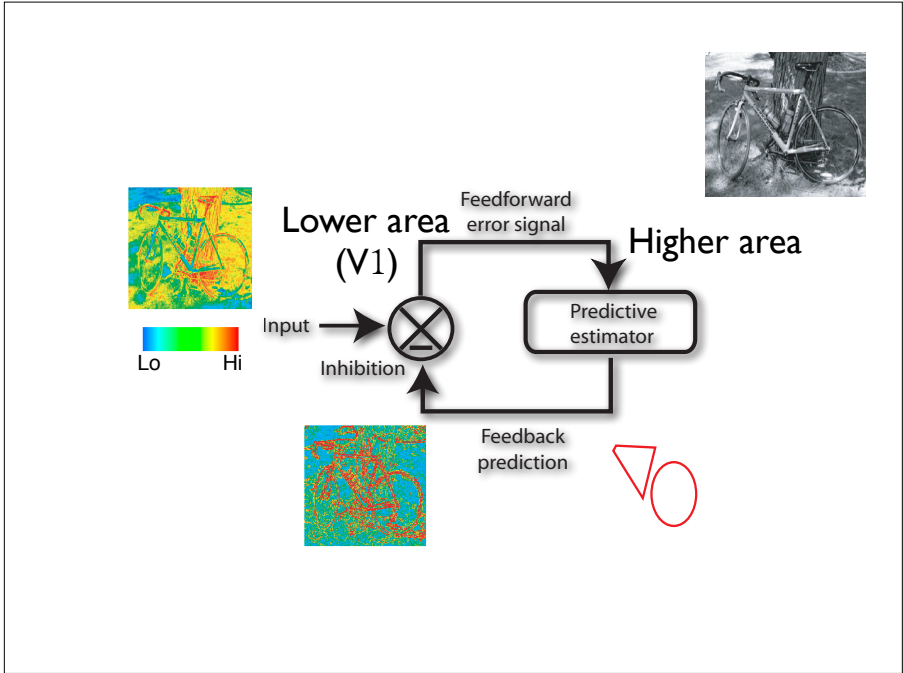 Feedforward
error signal
Lower area
(V1)
Higher area
Input
Predictive
estimator
Lo
Hi
Inhibition
Feedback
prediction